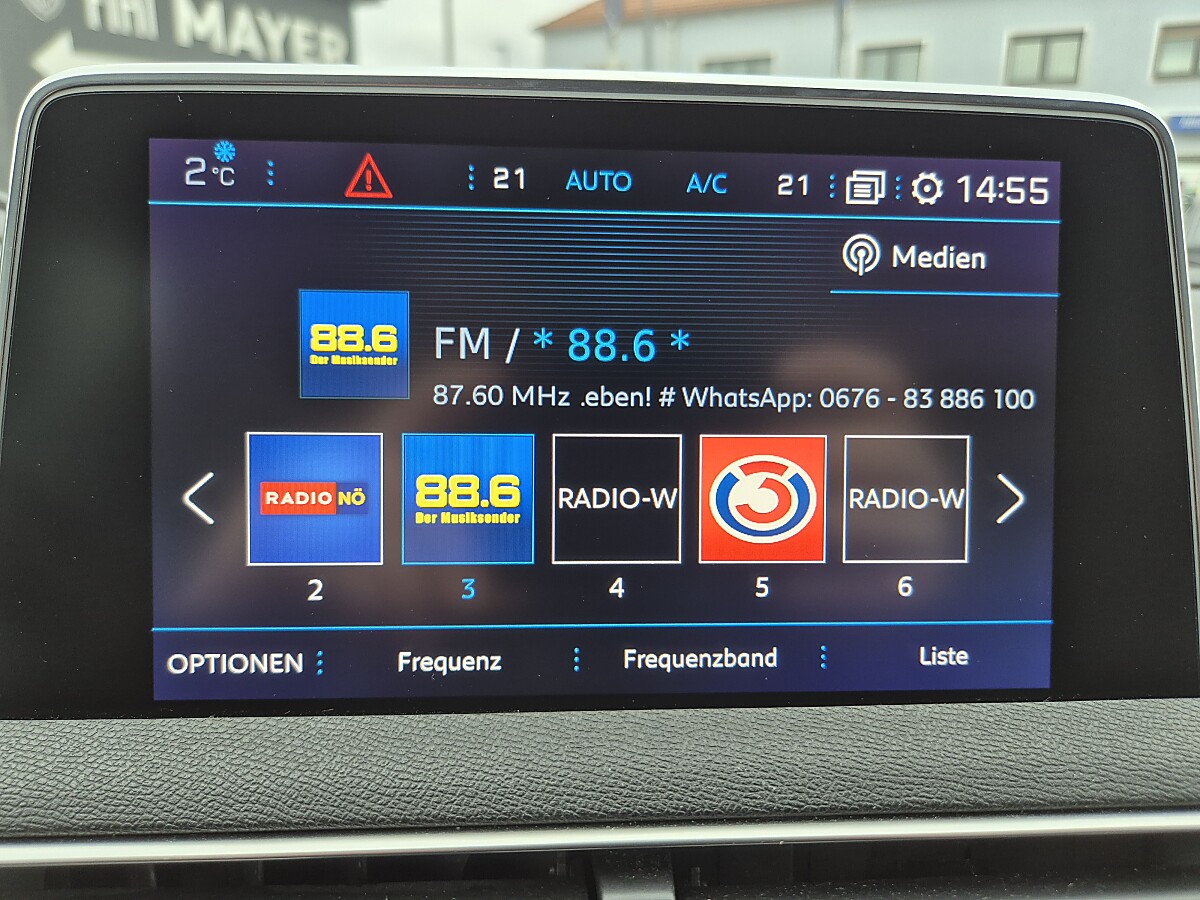 MAYER
2 °C 21 AUTO A/C 21 14:55
Medien
88.6
Der Musiksender
FM / * 88.6 *
87.60 MHz .eben! # WhatsApp: 0676 - 83 886 100
RADIO NÖ
88.6
Der Musiksender
RADIO-W
3
RADIO-W
2 3 4 5 6
OPTIONEN Frequenz Frequenzband Liste